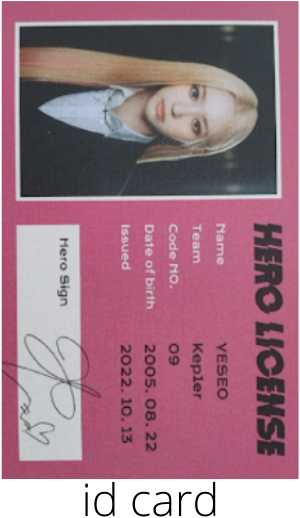 HERO LICENSE
Name YESEO
Team Kep1er
Code NO. 09
Date of birth 2005. 08. 22
Issued 2022. 10. 13
Hero Sign
id card